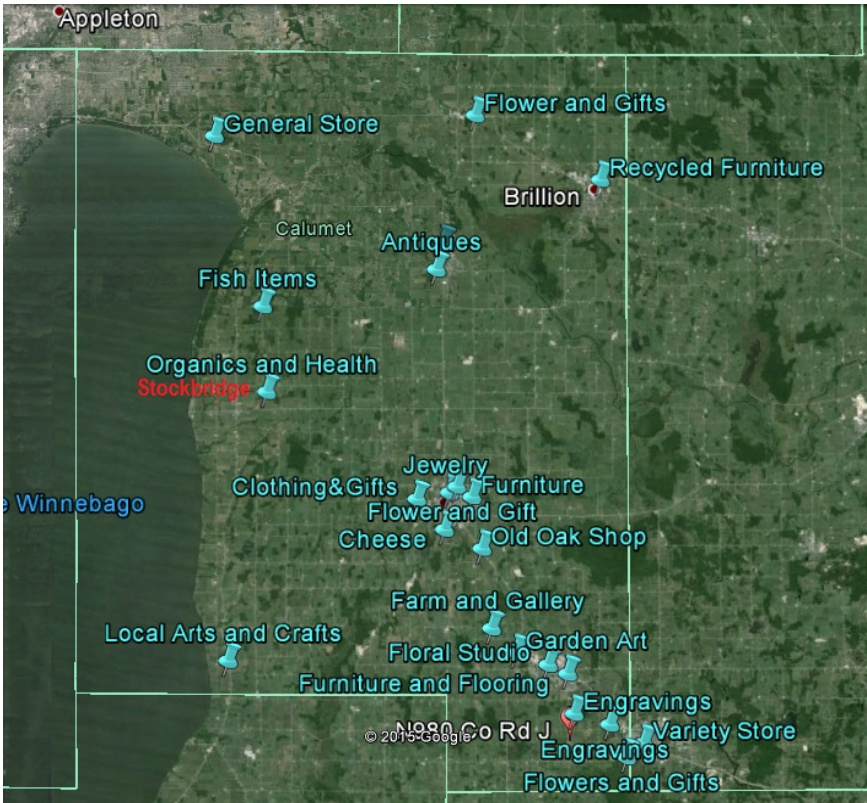 Appleton
Flower and Gifts
General Store
Recycled Furniture
Brillion
Calumet
Antiques
Fish Items
Organics and Health
Stockbridge
Jewelry
Clothing&Gifts
Furniture
e Winnebago
Flower and Gift
Cheese
Old Oak Shop
Farm and Gallery
Local Arts and Crafts
Garden Art
Floral Studio
Furniture and Flooring
Engravings
N980 Co Rd J
Variety Store
© 2015 Google
Engravings
Flowers and Gifts